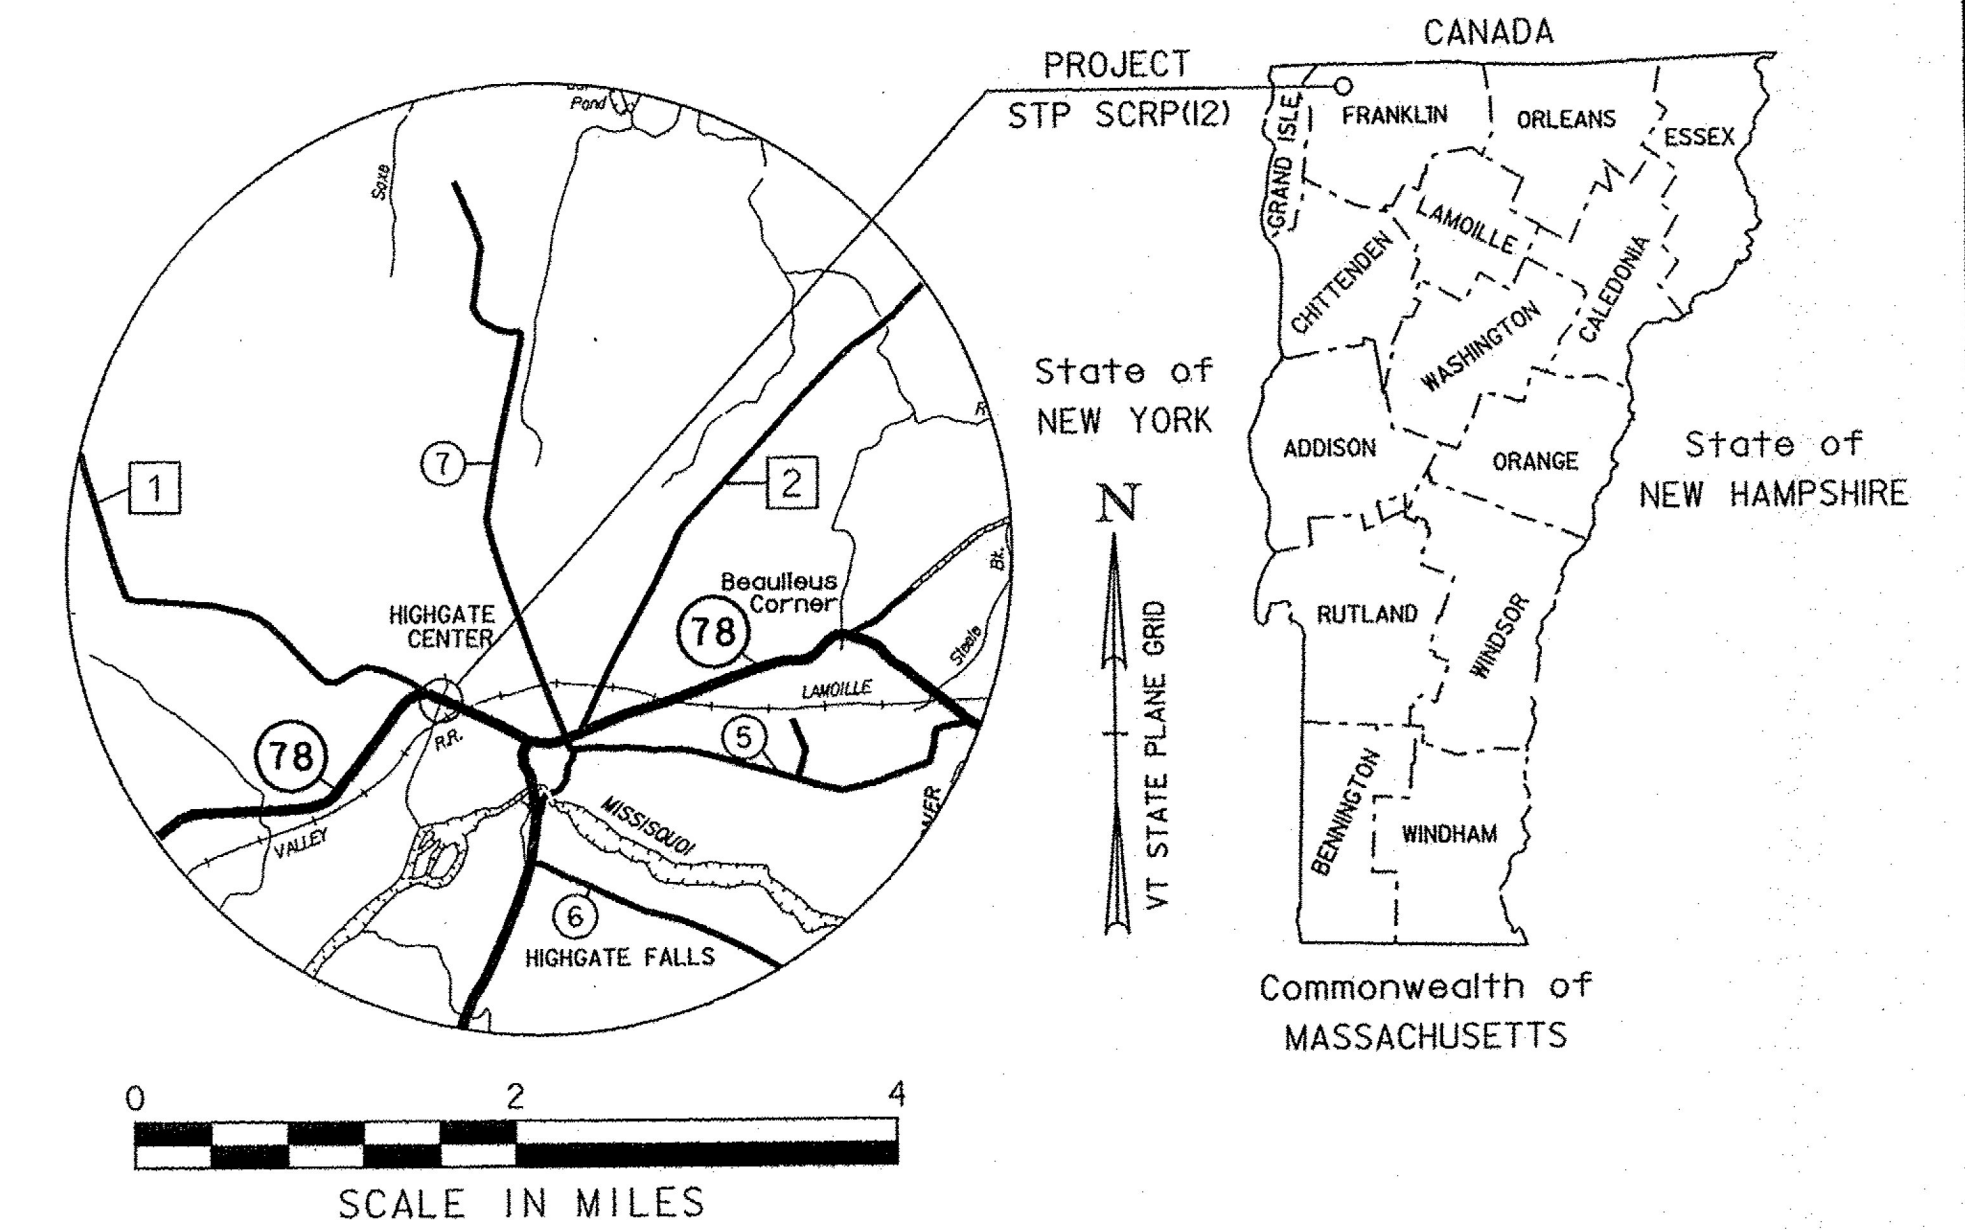 CANADA
PROJECT
STP SCRP(12)
GRAND ISLE
FRANKLIN
ORLEANS
ESSEX
LAMOILLE
CHITTENDEN
CALEDONIA
WASHINGTON
ADDISON
ORANGE
RUTLAND
WINDSOR
BENNINGTON
WINDHAM
State of
NEW YORK
State of
NEW HAMPSHIRE
Commonwealth of
MASSACHUSETTS
N
VT STATE PLANE GRID
Pond
Saxe
7
1
2
R
Beaulieus
Corner
Bk.
HIGHGATE
CENTER
78
Steele
LAMOILLE
5
78
R.R.
VALLEY
MISSISQUOI
NER
6
HIGHGATE FALLS
0 2 4
SCALE IN MILES